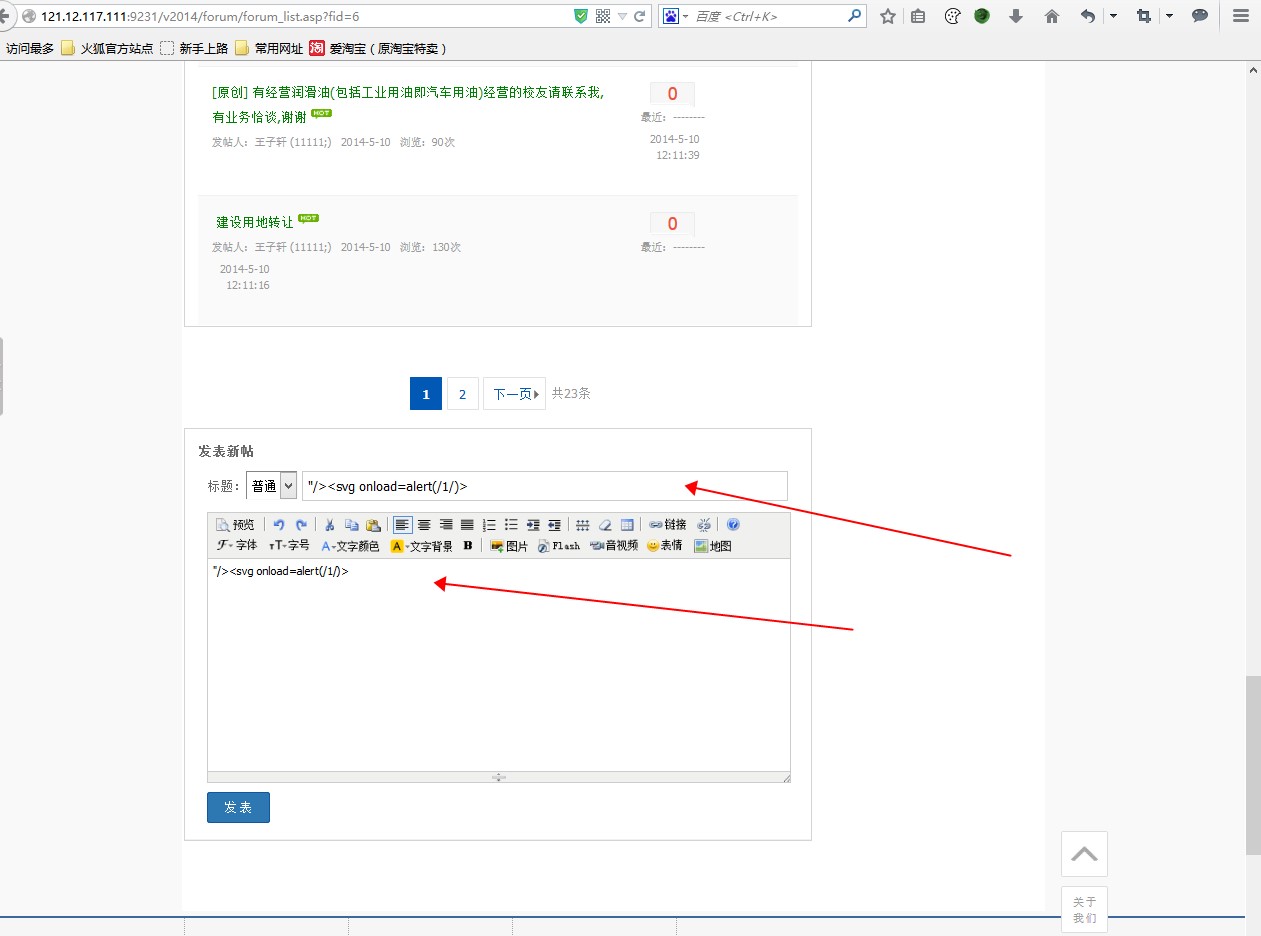 121.12.117.111:9231/v2014/forum/forum_list.asp?fid=6
百度 <Ctrl+K>
访问最多 火狐官方站点 新手上路 常用网址 淘 爱淘宝（原淘宝特卖）
[原创] 有经营润滑油(包括工业用油即汽车用油)经营的校友请联系我,
有业务恰谈,谢谢 HOT
发帖人：王子轩 (11111;) 2014-5-10 浏览：90次
0
最近：--------
2014-5-10
12:11:39
建设用地转让 HOT
发帖人：王子轩 (11111;) 2014-5-10 浏览：130次
2014-5-10
12:11:16
0
最近：--------
1 2 下一页 共23条
发表新帖
标题： 普通 "/><svg onload=alert(/1/)>
预览 链接
字体 字号 文字颜色 文字背景 B 图片 Flash 音视频 表情 地图
"/><svg onload=alert(/1/)>
发 表
关于
我们